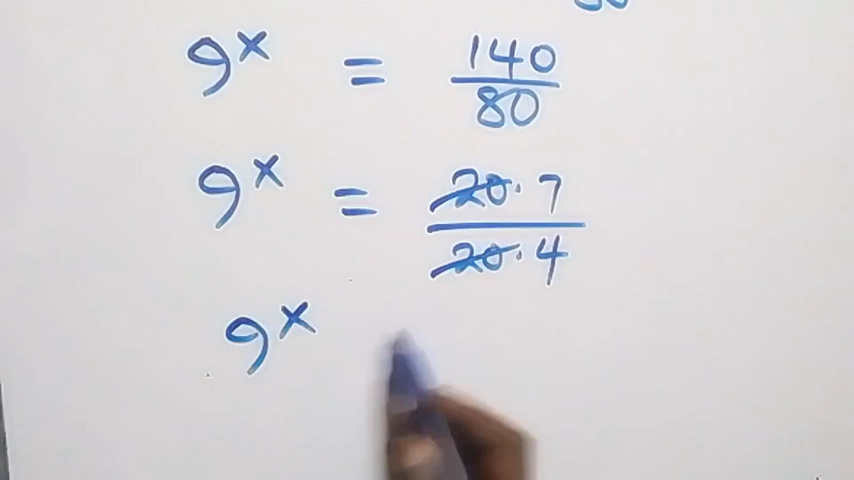 9^x = 140/80
9^x = 20·7/20·4
9^x